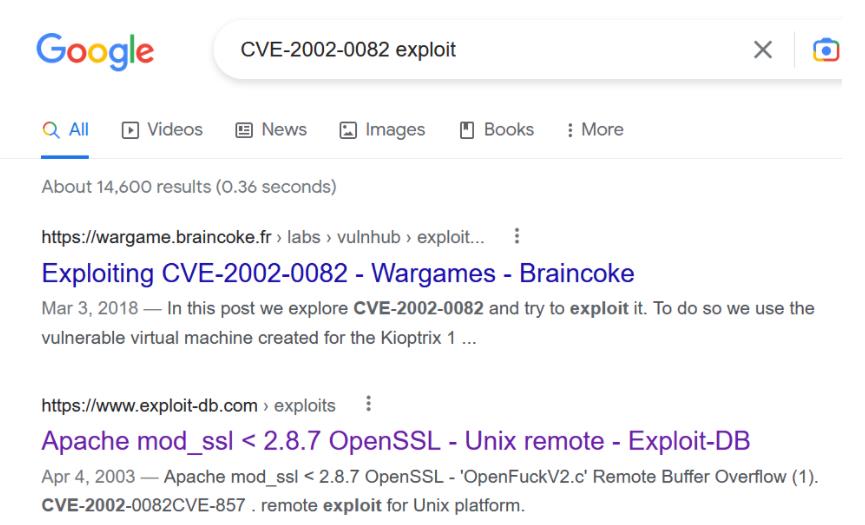 Google
CVE-2002-0082 exploit
All Videos News Images Books More
About 14,600 results (0.36 seconds)
https://wargame.braincoke.fr › labs › vulnhub › exploit...
Exploiting CVE-2002-0082 - Wargames - Braincoke
Mar 3, 2018 — In this post we explore CVE-2002-0082 and try to exploit it. To do so we use the
vulnerable virtual machine created for the Kioptrix 1 ...
https://www.exploit-db.com › exploits
Apache mod_ssl < 2.8.7 OpenSSL - Unix remote - Exploit-DB
Apr 4, 2003 — Apache mod_ssl < 2.8.7 OpenSSL - 'OpenFuckV2.c' Remote Buffer Overflow (1).
CVE-2002-0082CVE-857 . remote exploit for Unix platform.